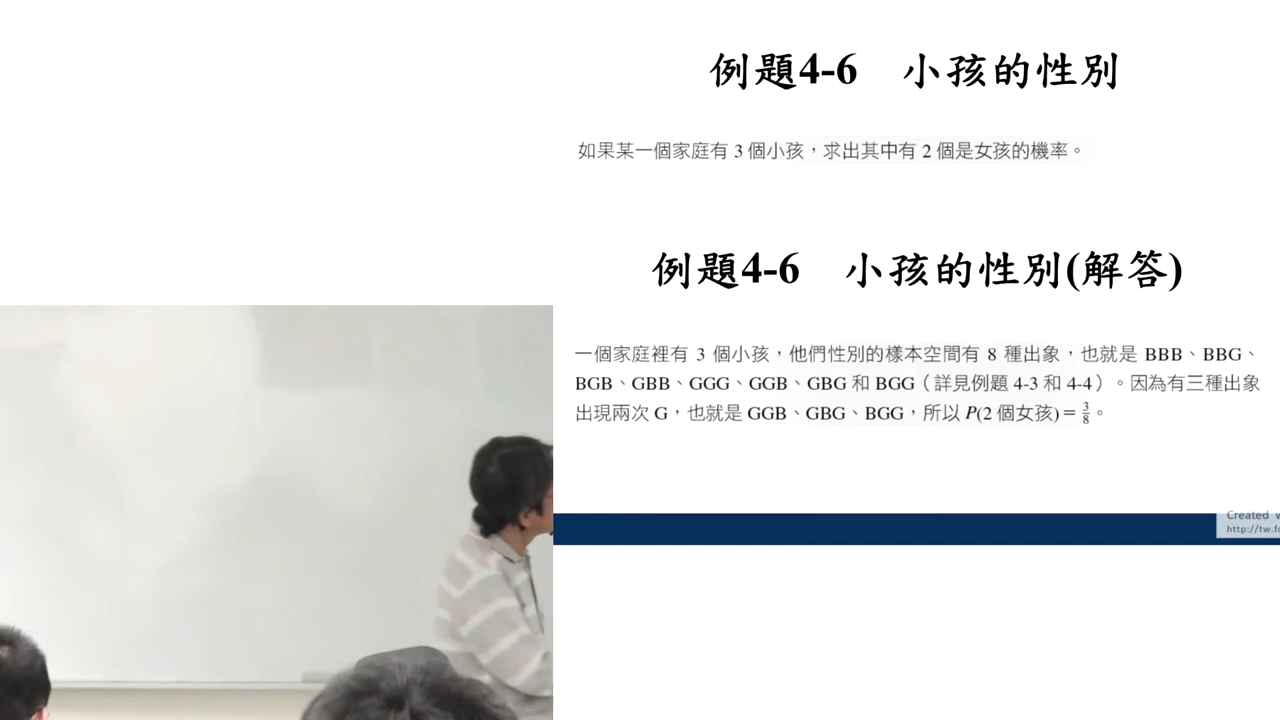 例題4-6 小孩的性別
如果某一個家庭有 3 個小孩，求出其中有 2 個是女孩的機率。
例題4-6 小孩的性別(解答)
一個家庭裡有 3 個小孩，他們性別的樣本空間有 8 種出象，也就是 BBB、BBG、
BGB、GBB、GGG、GGB、GBG 和 BGG（詳見例題 4-3 和 4-4）。因為有三種出象
出現兩次 G，也就是 GGB、GBG、BGG，所以 P(2 個女孩) = 3/8。
Created
http://tw.f